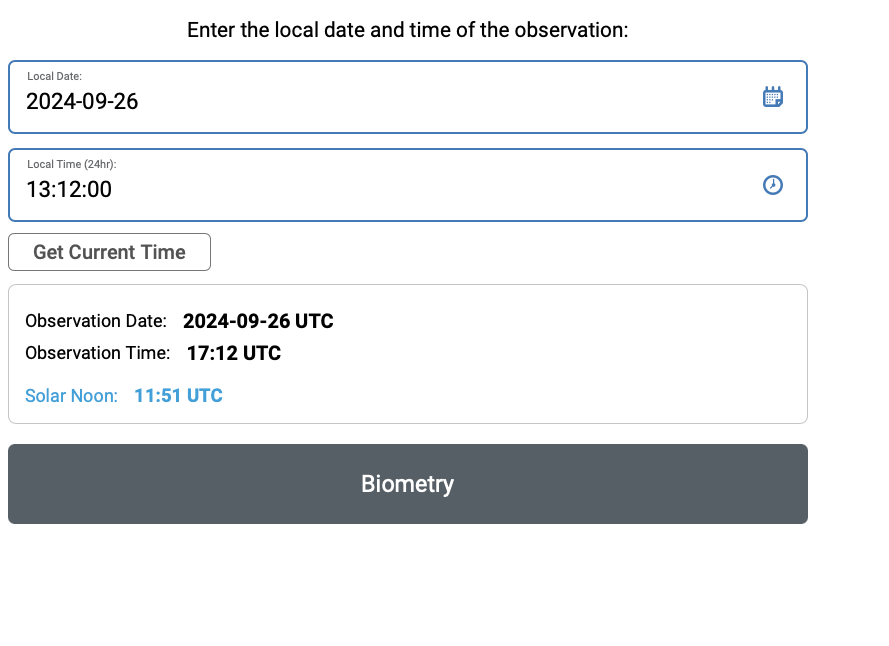 Enter the local date and time of the observation:
Local Date:
2024-09-26
Local Time (24hr):
13:12:00
Get Current Time
Observation Date: 2024-09-26 UTC
Observation Time: 17:12 UTC
Solar Noon: 11:51 UTC
Biometry